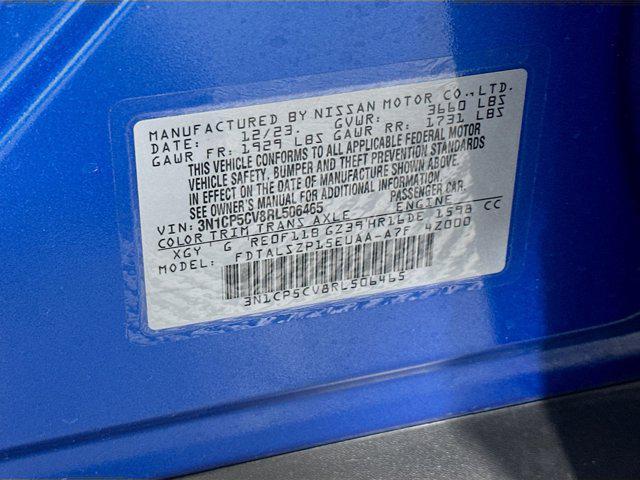 MANUFACTURED BY NISSAN MOTOR CO.,LTD.
DATE: 12/23. GVWR: 3660 LBS
GAWR FR: 1929 LBS GAWR RR: 1731 LBS
THIS VEHICLE CONFORMS TO ALL APPLICABLE FEDERAL MOTOR
VEHICLE SAFETY, BUMPER AND THEFT PREVENTION STANDARDS
IN EFFECT ON THE DATE OF MANUFACTURE SHOWN ABOVE.
SEE OWNER'S MANUAL FOR ADDITIONAL INFORMATION.
VIN: 3N1CP5CV8RL506465 PASSENGER CAR.
COLOR TRIM TRANS AXLE ENGINE
XGY G RE0F11B GZ39 HR16DE 1598 CC
MODEL: FDTALSZP15EUAA-A7F 4Z000
3N1CP5CV8RL506465